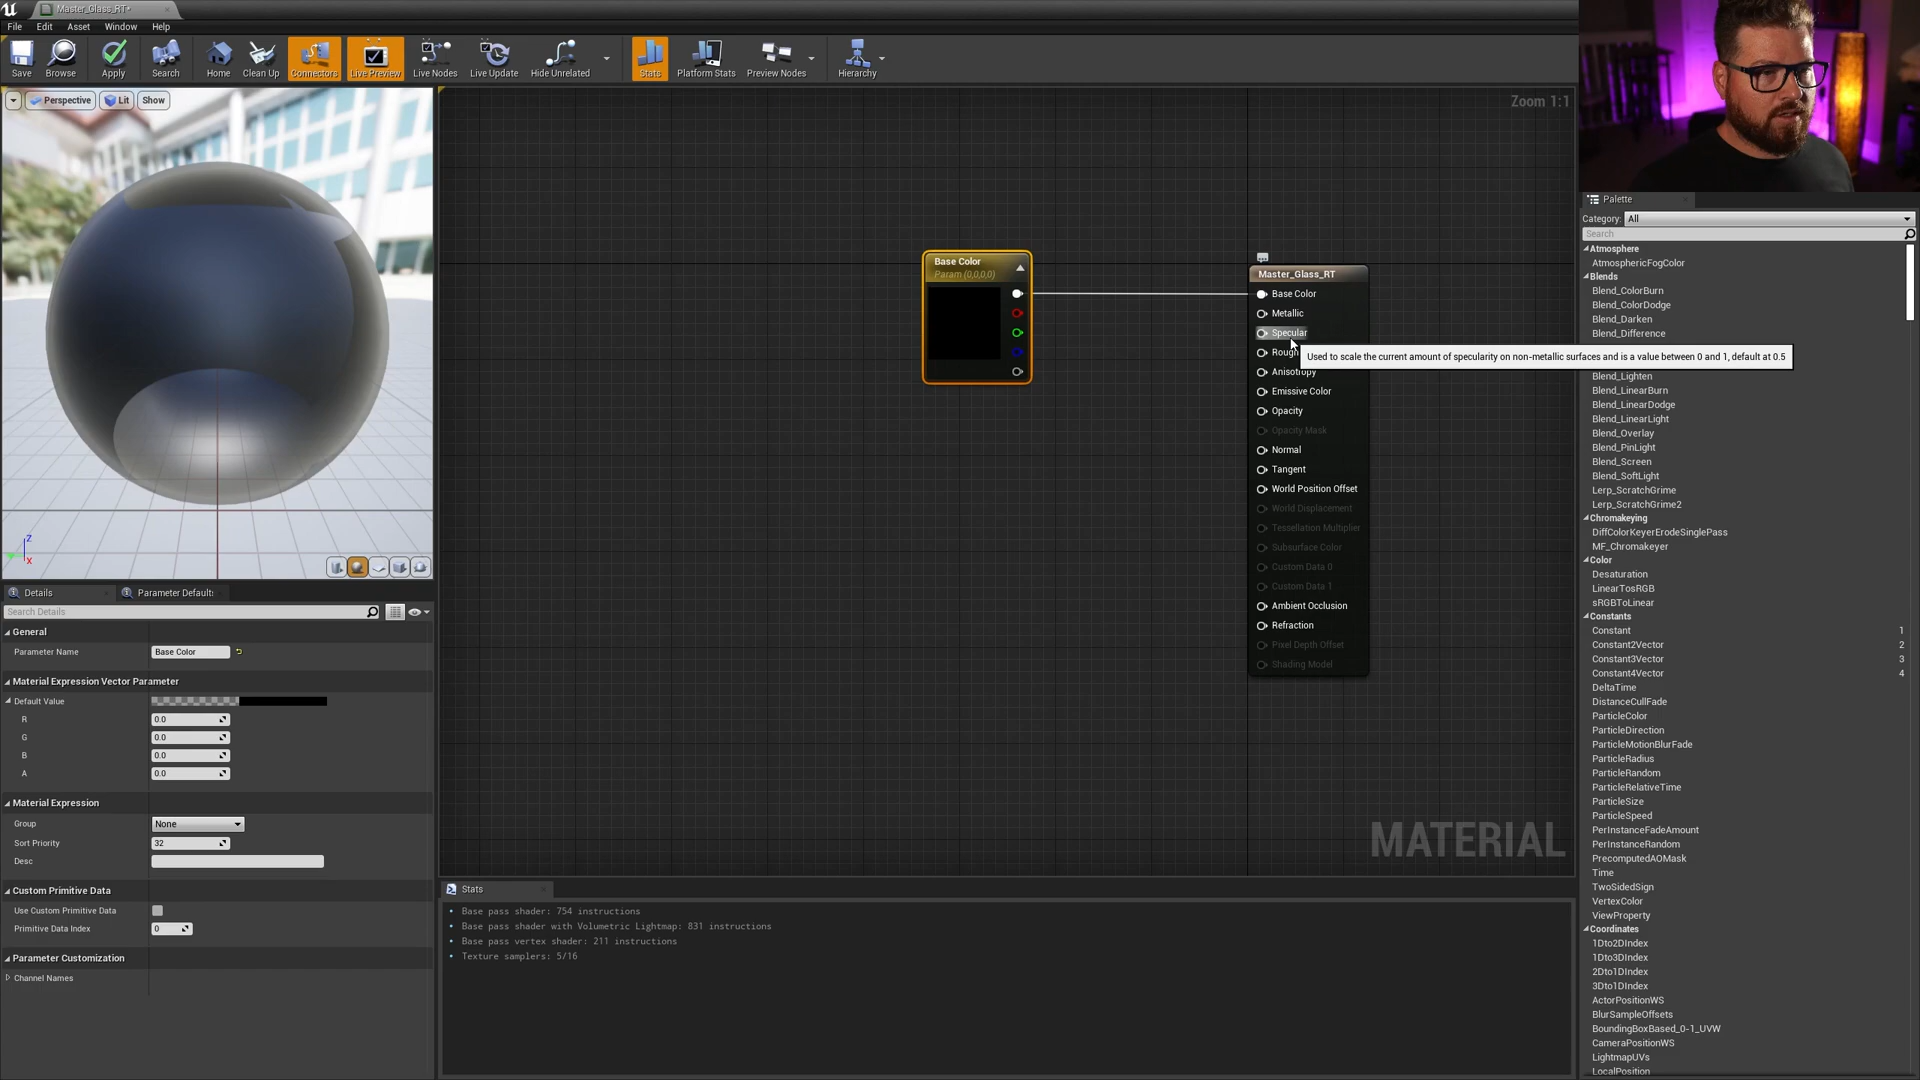 Master_Glass_RT*
File Edit Asset Window Help
Save Browse Apply Search Home Clean Up Connectors Live Preview Live Nodes Live Update Hide Unrelated Stats Platform Stats Preview Nodes Hierarchy
Perspective Lit Show
Zoom 1:1
Z
X
Base Color
Param (0,0,0,0)
Master_Glass_RT
Base Color
Metallic
Specular
Rough
Used to scale the current amount of specularity on non-metallic surfaces and is a value between 0 and 1, default at 0.5
Anisotropy
Emissive Color
Opacity
Opacity Mask
Normal
Tangent
World Position Offset
World Displacement
Tessellation Multiplier
Subsurface Color
Custom Data 0
Custom Data 1
Ambient Occlusion
Refraction
Pixel Depth Offset
Shading Model
MATERIAL
Details Parameter Defaults
Search Details
General
Parameter Name Base Color
Material Expression Vector Parameter
Default Value
R 0.0
G 0.0
B 0.0
A 0.0
Material Expression
Group None
Sort Priority 32
Desc
Custom Primitive Data
Use Custom Primitive Data
Primitive Data Index 0
Parameter Customization
Channel Names
Stats
Base pass shader: 754 instructions
Base pass shader with Volumetric Lightmap: 831 instructions
Base pass vertex shader: 211 instructions
Texture samplers: 5/16
Palette
Category: All
Search
Atmosphere
AtmosphericFogColor
Blends
Blend_ColorBurn
Blend_ColorDodge
Blend_Darken
Blend_Difference
Blend_Lighten
Blend_LinearBurn
Blend_LinearDodge
Blend_LinearLight
Blend_Overlay
Blend_PinLight
Blend_Screen
Blend_SoftLight
Lerp_ScratchGrime
Lerp_ScratchGrime2
Chromakeying
DiffColorKeyerErodeSinglePass
MF_Chromakeyer
Color
Desaturation
LinearTosRGB
sRGBToLinear
Constants
Constant 1
Constant2Vector 2
Constant3Vector 3
Constant4Vector 4
DeltaTime
DistanceCullFade
ParticleColor
ParticleDirection
ParticleMotionBlurFade
ParticleRadius
ParticleRandom
ParticleRelativeTime
ParticleSize
ParticleSpeed
PerInstanceFadeAmount
PerInstanceRandom
PrecomputedAOMask
Time
TwoSidedSign
VertexColor
ViewProperty
Coordinates
1Dto2DIndex
1Dto3DIndex
2Dto1DIndex
3Dto1DIndex
ActorPositionWS
BlurSampleOffsets
BoundingBoxBased_0-1_UVW
CameraPositionWS
LightmapUVs
LocalPosition